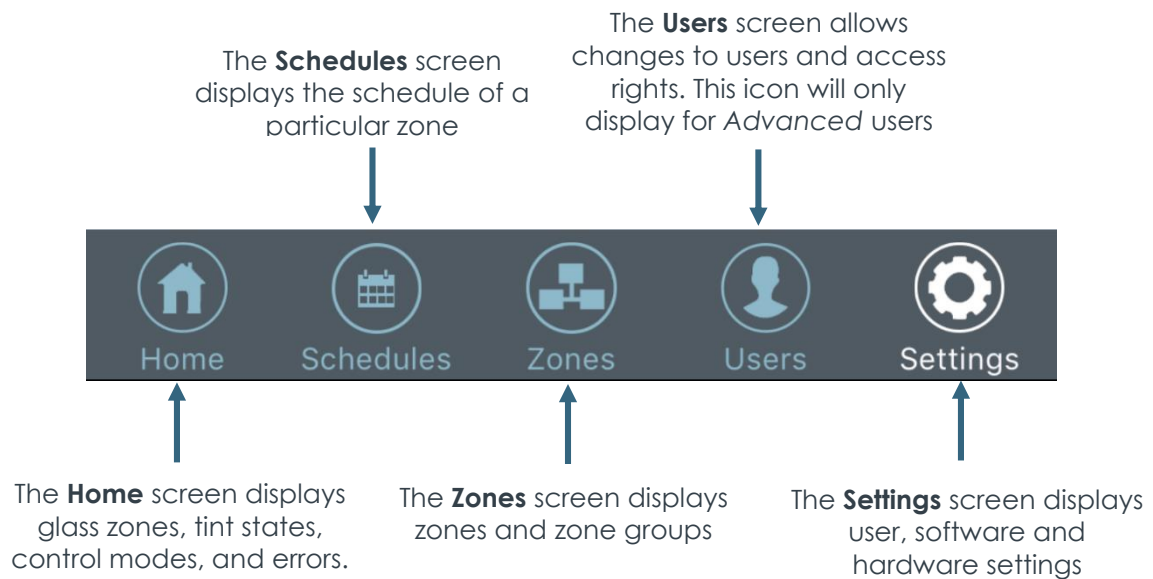 The Schedules screen
displays the schedule of a
particular zone
The Users screen allows
changes to users and access
rights. This icon will only
display for Advanced users
Home
Schedules
Zones
Users
Settings
The Home screen displays
glass zones, tint states,
control modes, and errors.
The Zones screen displays
zones and zone groups
The Settings screen displays
user, software and
hardware settings